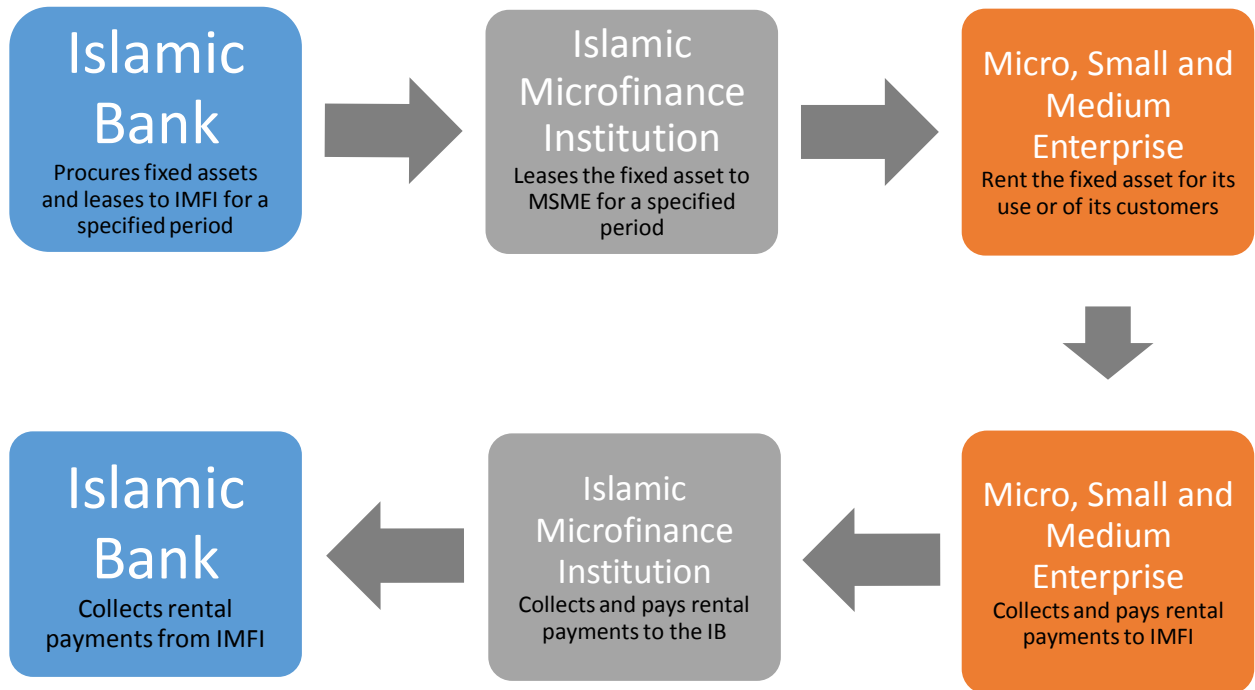 Islamic
Bank
Procures fixed assets
and leases to IMFI for a
specified period
Islamic
Microfinance
Institution
Leases the fixed asset to
MSME for a specified
period
Micro, Small and
Medium
Enterprise
Rent the fixed asset for its
use or of its customers
Islamic
Bank
Collects rental
payments from IMFI
Islamic
Microfinance
Institution
Collects and pays rental
payments to the IB
Micro, Small and
Medium
Enterprise
Collects and pays rental
payments to IMFI